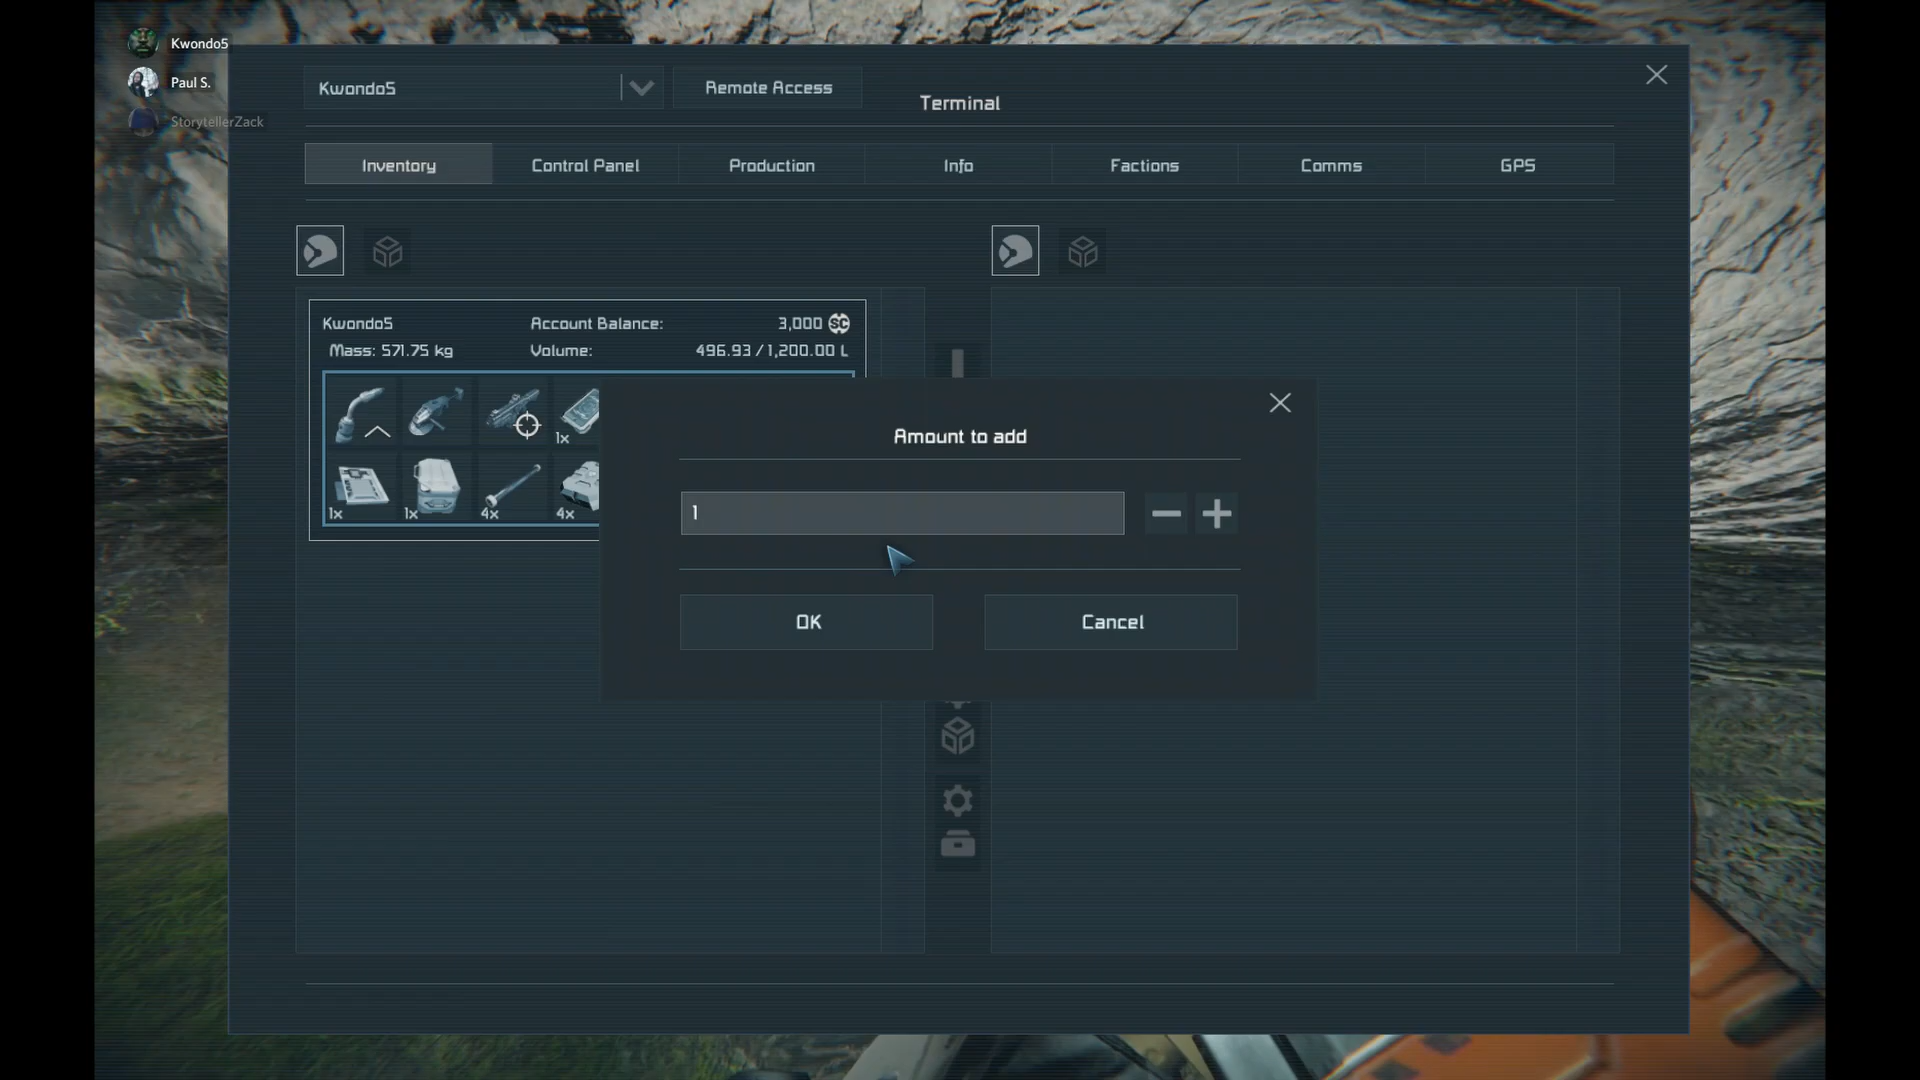 Kwondo5
Paul S.
StorytellerZack
Kwondo5
Remote Access
Terminal
Inventory
Control Panel
Production
Info
Factions
Comms
GPS
Kwondo5
Account Balance:
3,000 SC
Mass: 571.75 kg
Volume:
496.93 / 1,200.00 L
1x
1x
1x
4x
4x
Amount to add
1
OK
Cancel